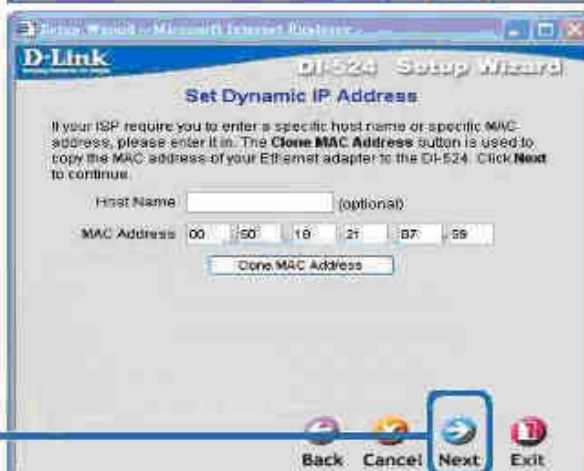 Setup Wizard - Microsoft Internet Explorer
D-Link
DI-524 Setup Wizard
Set Dynamic IP Address
If your ISP require you to enter a specific host name or specific MAC
address, please enter it in. The Clone MAC Address button is used to
copy the MAC address of your Ethernet adapter to the DI-524. Click Next
to continue.
Host Name (optional)
MAC Address 00 50 18 21 B7 59
Clone MAC Address
Back Cancel Next Exit